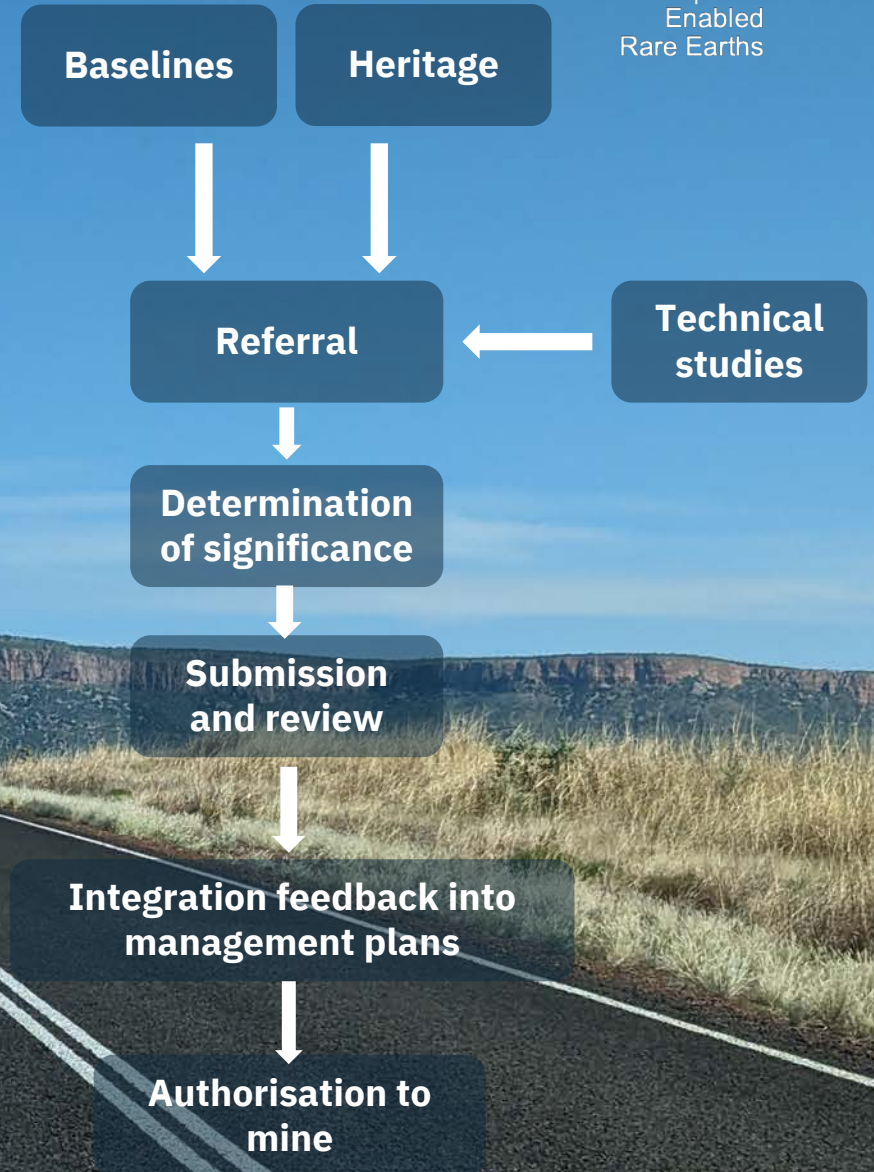 Enabled
Rare Earths
Baselines
Heritage
Referral
Technical
studies
Determination
of significance
Submission
and review
Integration feedback into
management plans
Authorisation to
mine